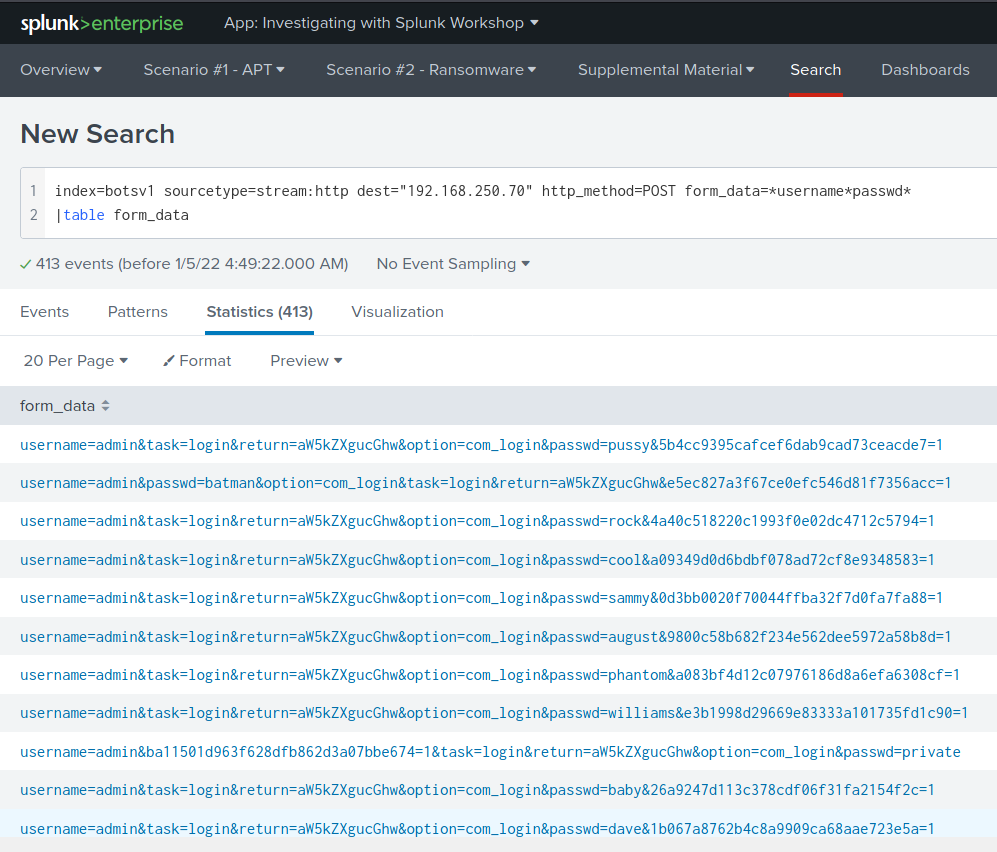 splunk>enterprise App: Investigating with Splunk Workshop
Overview Scenario #1 - APT Scenario #2 - Ransomware Supplemental Material Search Dashboards
New Search
1 index=botsv1 sourcetype=stream:http dest="192.168.250.70" http_method=POST form_data=*username*passwd*
2 |table form_data
413 events (before 1/5/22 4:49:22.000 AM) No Event Sampling
Events Patterns Statistics (413) Visualization
20 Per Page Format Preview
form_data
username=admin&task=login&return=aW5kZXgucGhw&option=com_login&passwd=pussy&5b4cc9395cafcef6dab9cad73ceacde7=1
username=admin&passwd=batman&option=com_login&task=login&return=aW5kZXgucGhw&e5ec827a3f67ce0efc546d81f7356acc=1
username=admin&task=login&return=aW5kZXgucGhw&option=com_login&passwd=rock&4a40c518220c1993f0e02dc4712c5794=1
username=admin&task=login&return=aW5kZXgucGhw&option=com_login&passwd=cool&a09349d0d6bdbf078ad72cf8e9348583=1
username=admin&task=login&return=aW5kZXgucGhw&option=com_login&passwd=sammy&0d3bb0020f70044ffba32f7d0fa7fa88=1
username=admin&task=login&return=aW5kZXgucGhw&option=com_login&passwd=august&9800c58b682f234e562dee5972a58b8d=1
username=admin&task=login&return=aW5kZXgucGhw&option=com_login&passwd=phantom&a083bf4d12c07976186d8a6efa6308cf=1
username=admin&task=login&return=aW5kZXgucGhw&option=com_login&passwd=williams&e3b1998d29669e83333a101735fd1c90=1
username=admin&ba11501d963f628dfb862d3a07bbe674=1&task=login&return=aW5kZXgucGhw&option=com_login&passwd=private
username=admin&task=login&return=aW5kZXgucGhw&option=com_login&passwd=baby&26a9247d113c378cdf06f31fa2154f2c=1
username=admin&task=login&return=aW5kZXgucGhw&option=com_login&passwd=dave&1b067a8762b4c8a9909ca68aae723e5a=1